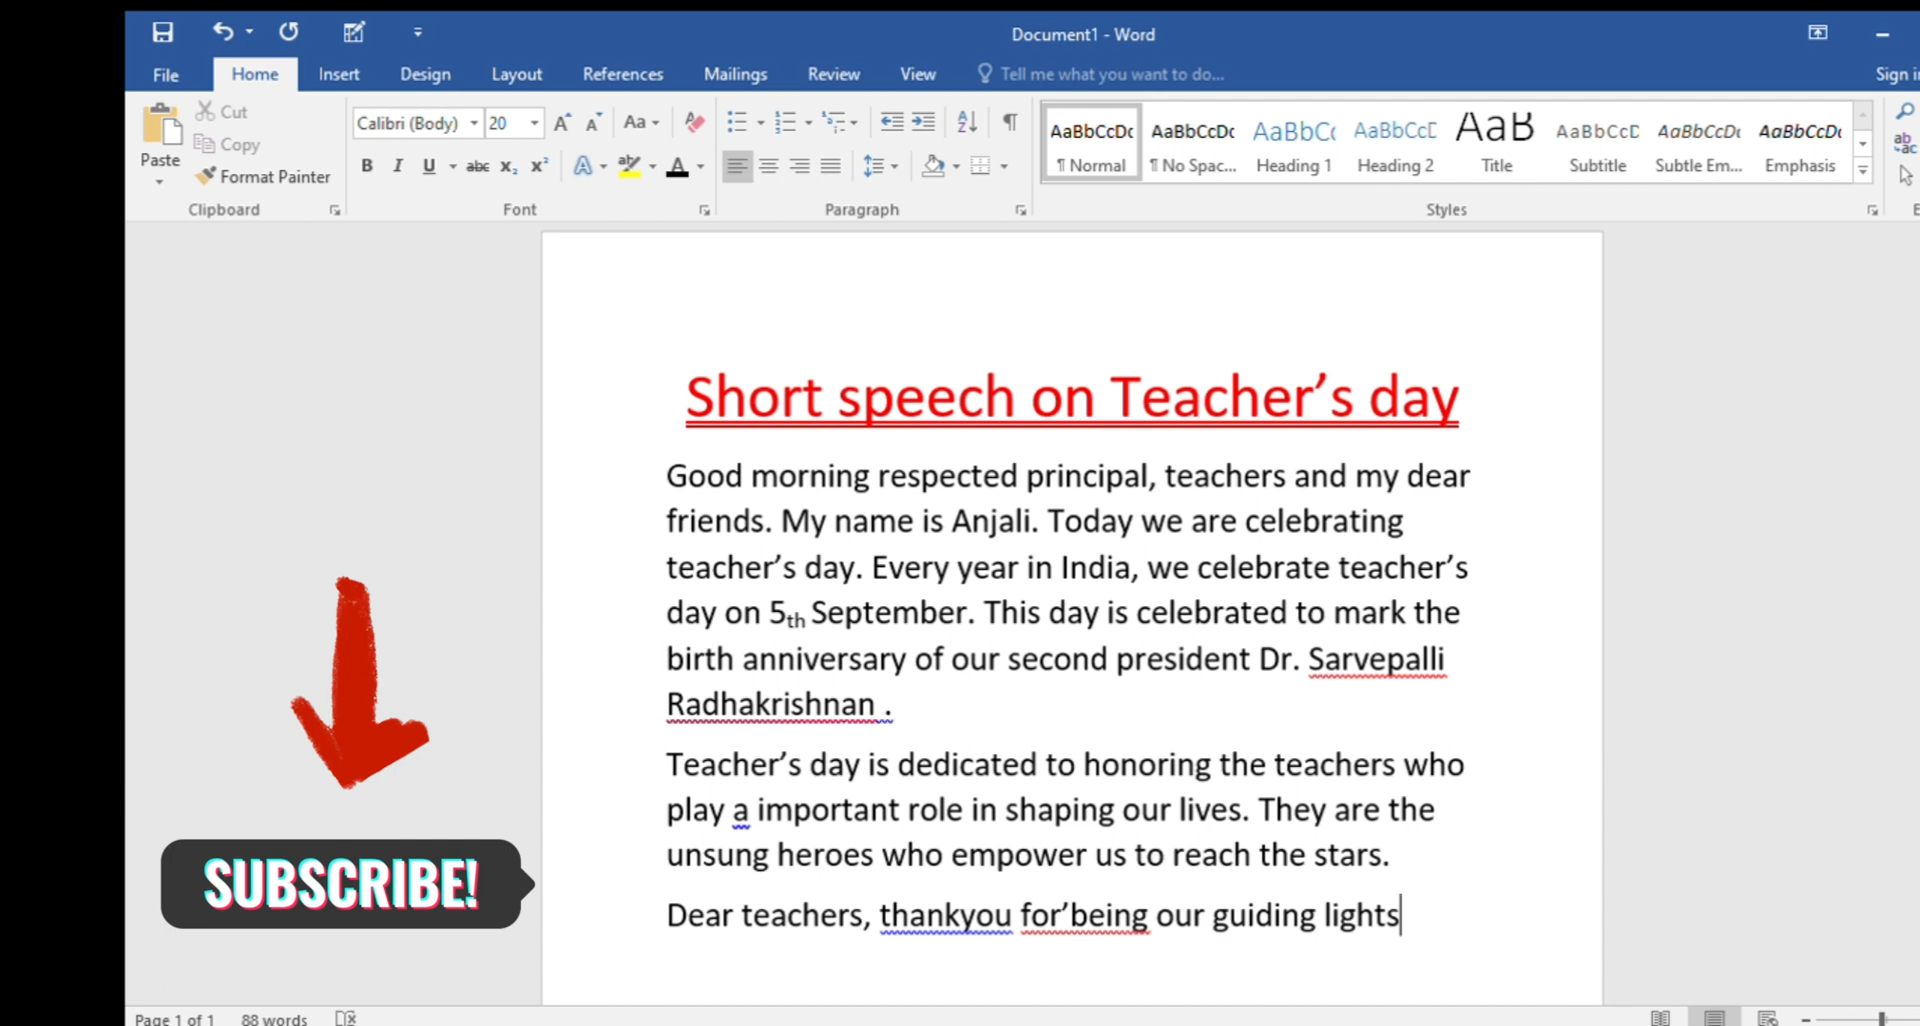 Document1 - Word
File Home Insert Design Layout References Mailings Review View Tell me what you want to do...
Cut
Copy
Paste
Format Painter
Clipboard
Calibri (Body) 20
Aa
B I U abc x₂ x² A A
Font
Paragraph
AaBbCcDc AaBbCcDc AaBbCc AaBbCcD AaB AaBbCcD AaBbCcDc AaBbCcDc
¶ Normal ¶ No Spac... Heading 1 Heading 2 Title Subtitle Subtle Em... Emphasis
Styles
Short speech on Teacher’s day
Good morning respected principal, teachers and my dear
friends. My name is Anjali. Today we are celebrating
teacher’s day. Every year in India, we celebrate teacher’s
day on 5th September. This day is celebrated to mark the
birth anniversary of our second president Dr. Sarvepalli
Radhakrishnan .
Teacher’s day is dedicated to honoring the teachers who
play a important role in shaping our lives. They are the
unsung heroes who empower us to reach the stars.
Dear teachers, thankyou for’being our guiding lights
SUBSCRIBE!
Page 1 of 1 88 words